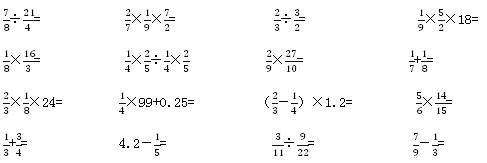 7/8÷21/4= 2/7×1/9×7/2= 2/3÷3/2= 1/9×5/2×18=
1/8×16/3= 1/4×2/5÷1/4×2/5 2/9×27/10= 1/7+1/8=
2/3×1/8×24= 1/4×99+0.25= （2/3－1/4）×1.2= 5/6×14/15=
1/3+3/4= 4.2－1/5= 3/11÷9/22= 7/9－1/3=